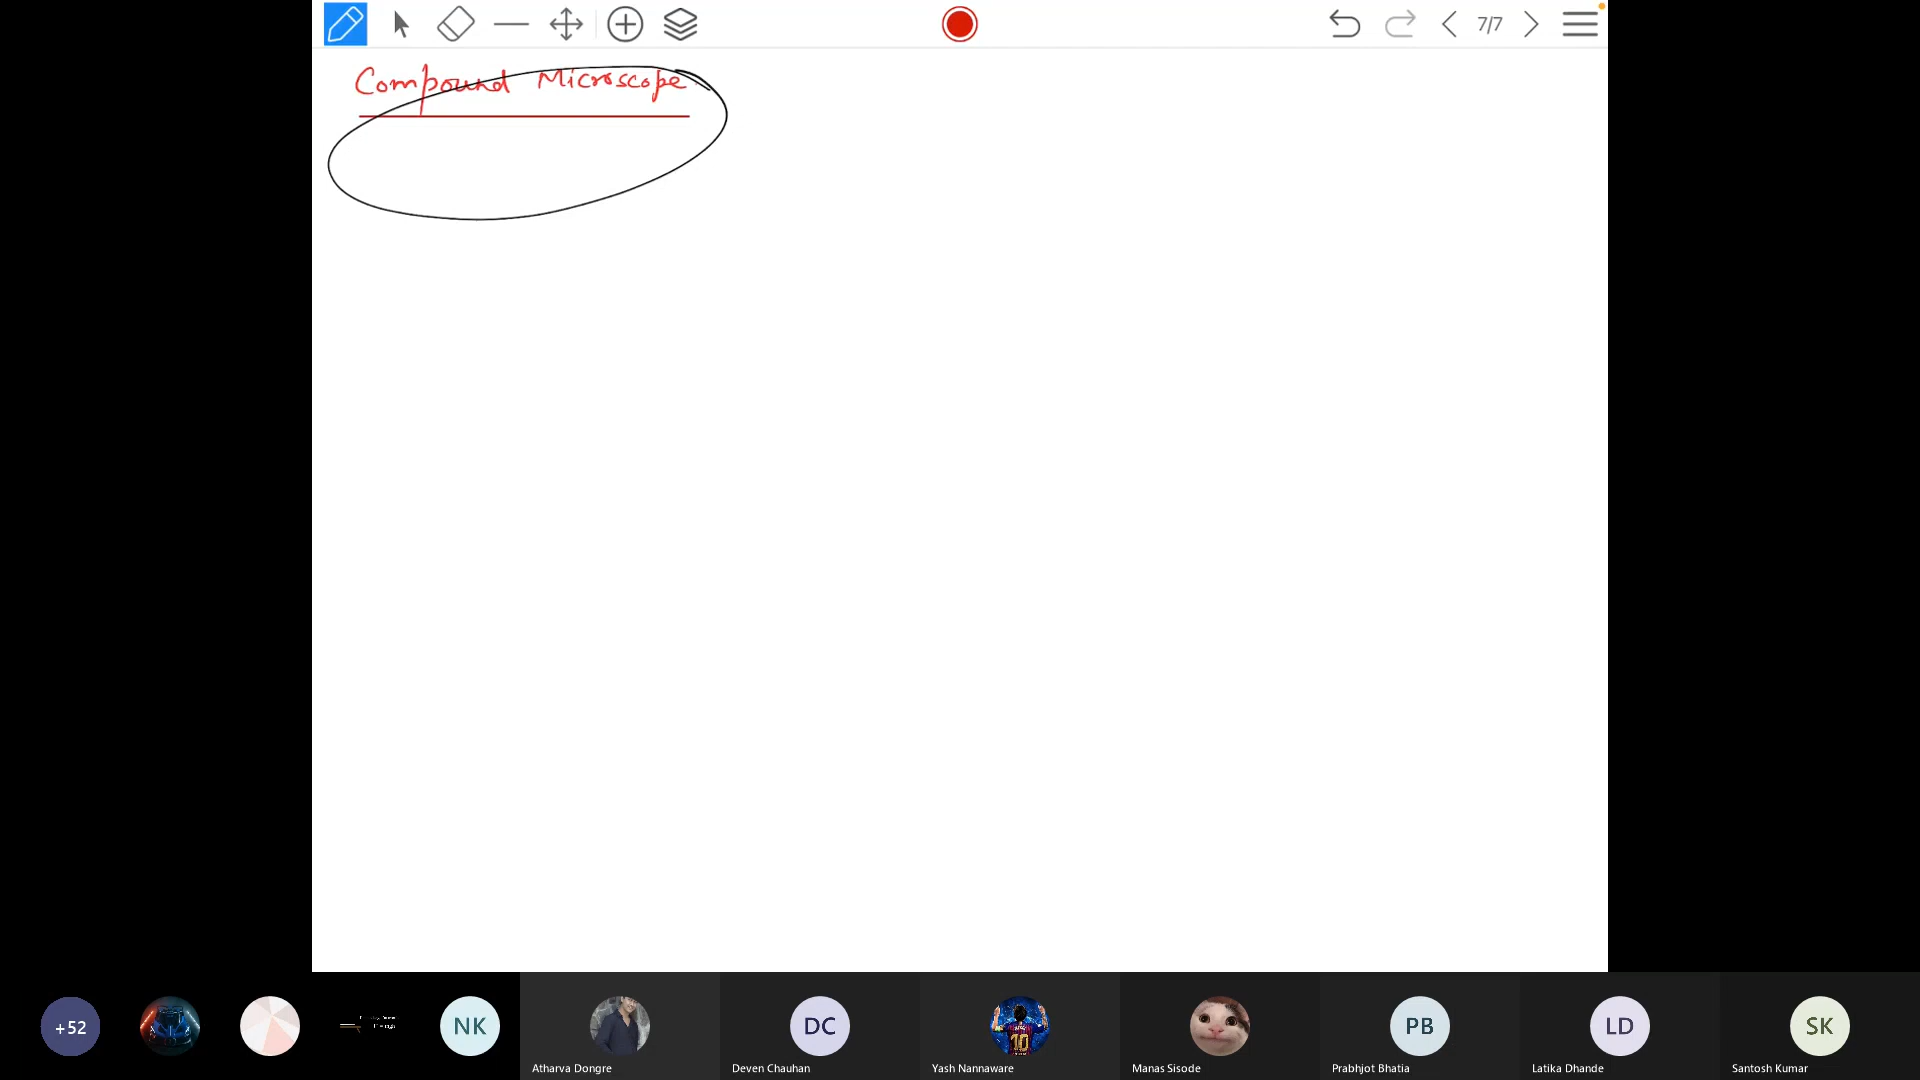 7/7
Compound Microscope
+52
NK
DC
10
PB
LD
SK
Atharva Dongre
Deven Chauhan
Yash Nannaware
Manas Sisode
Prabhjot Bhatia
Latika Dhande
Santosh Kumar